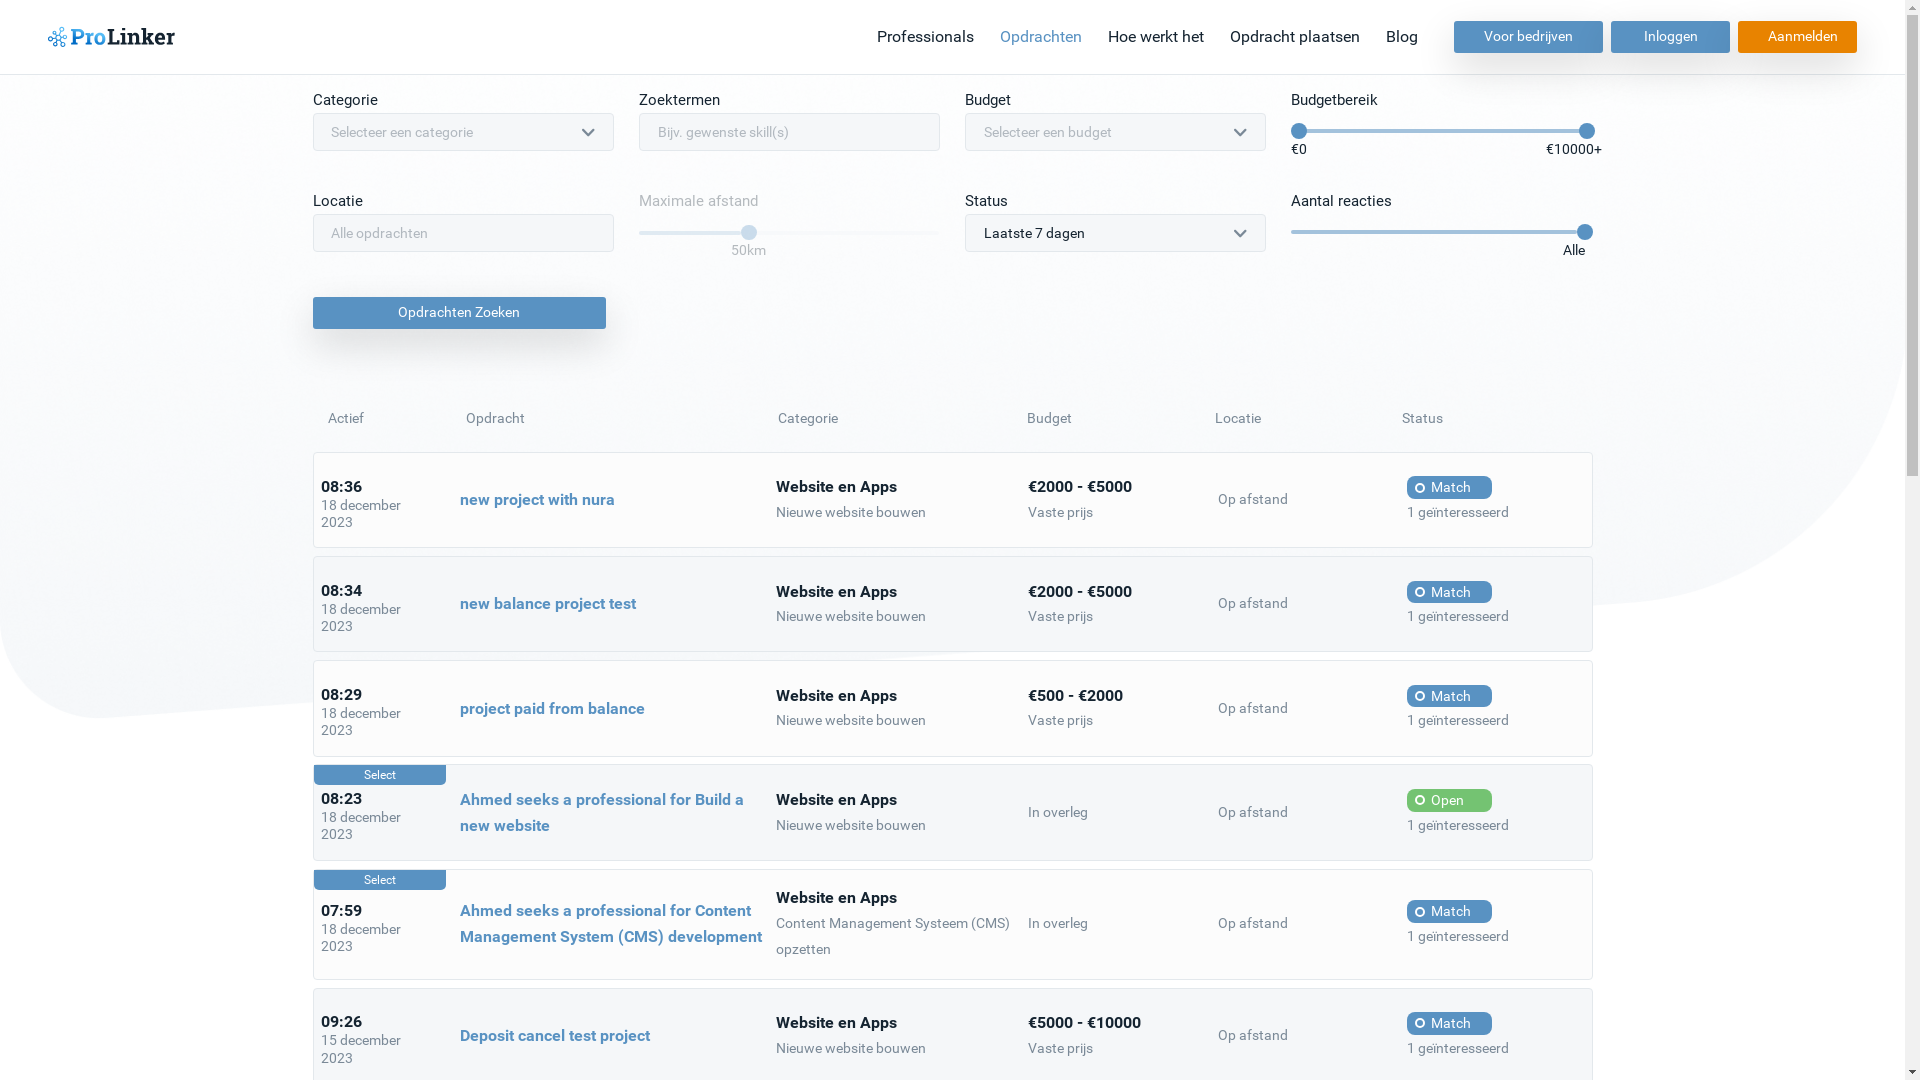 ProLinker
Professionals Opdrachten Hoe werkt het Opdracht plaatsen Blog Voor bedrijven Inloggen Aanmelden
Categorie Zoektermen Budget Budgetbereik
Selecteer een categorie Bijv. gewenste skill(s) Selecteer een budget
€0 €10000+
Locatie Maximale afstand Status Aantal reacties
Alle opdrachten Laatste 7 dagen
50km Alle
Opdrachten Zoeken
Actief Opdracht Categorie Budget Locatie Status
08:36
18 december
2023
new project with nura
Website en Apps
Nieuwe website bouwen
€2000 - €5000
Vaste prijs
Op afstand
Match
1 geïnteresseerd
08:34
18 december
2023
new balance project test
Website en Apps
Nieuwe website bouwen
€2000 - €5000
Vaste prijs
Op afstand
Match
1 geïnteresseerd
08:29
18 december
2023
project paid from balance
Website en Apps
Nieuwe website bouwen
€500 - €2000
Vaste prijs
Op afstand
Match
1 geïnteresseerd
Select
08:23
18 december
2023
Ahmed seeks a professional for Build a
new website
Website en Apps
Nieuwe website bouwen
In overleg
Op afstand
Open
1 geïnteresseerd
Select
07:59
18 december
2023
Ahmed seeks a professional for Content
Management System (CMS) development
Website en Apps
Content Management Systeem (CMS)
opzetten
In overleg
Op afstand
Match
1 geïnteresseerd
09:26
15 december
2023
Deposit cancel test project
Website en Apps
Nieuwe website bouwen
€5000 - €10000
Vaste prijs
Op afstand
Match
1 geïnteresseerd